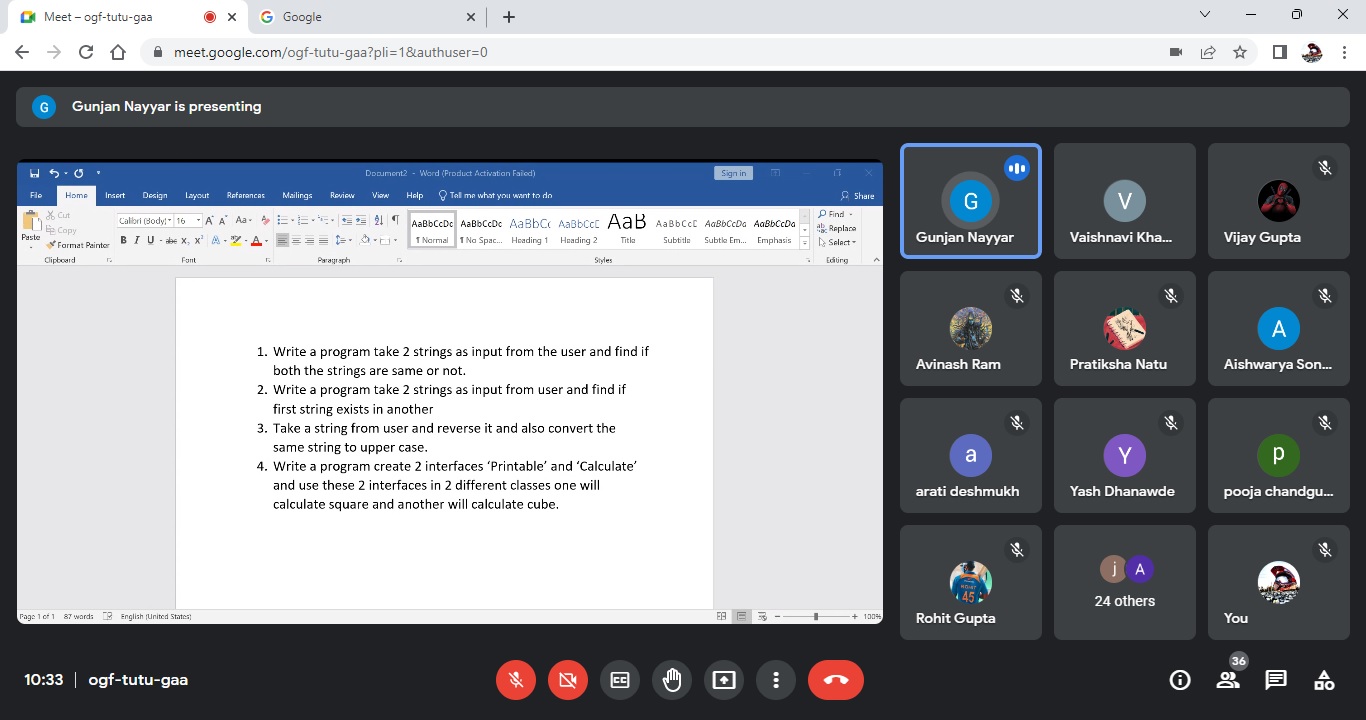 Meet – ogf-tutu-gaa
Google
meet.google.com/ogf-tutu-gaa?pli=1&authuser=0
G Gunjan Nayyar is presenting
Document2 - Word (Product Activation Failed)
Sign in
File Home Insert Design Layout References Mailings Review View Help Tell me what you want to do Share
Paste
Cut
Copy
Format Painter
Clipboard
Calibri (Body) 16
B I U abc
Font
Paragraph
AaBbCcDc AaBbCcDc AaBbCc AaBbCcC AaB AaBbCcC AaBbCcDa AaBbCcDa
¶ Normal ¶ No Spac... Heading 1 Heading 2 Title Subtitle Subtle Em... Emphasis
Styles
Find
Replace
Select
Editing
1. Write a program take 2 strings as input from the user and find if
both the strings are same or not.
2. Write a program take 2 strings as input from user and find if
first string exists in another
3. Take a string from user and reverse it and also convert the
same string to upper case.
4. Write a program create 2 interfaces ‘Printable’ and ‘Calculate’
and use these 2 interfaces in 2 different classes one will
calculate square and another will calculate cube.
Page 1 of 1 87 words English (United States) 100%
G
Gunjan Nayyar
V
Vaishnavi Kha...
Vijay Gupta
Avinash Ram
Pratiksha Natu
A
Aishwarya Son...
a
arati deshmukh
Y
Yash Dhanawde
p
pooja chandgu...
45
Rohit Gupta
j A
24 others
You
10:33 | ogf-tutu-gaa
CC
36